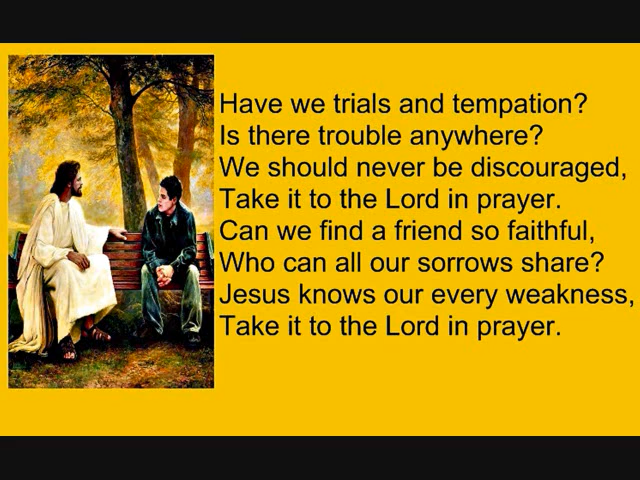 Have we trials and tempation?
Is there trouble anywhere?
We should never be discouraged,
Take it to the Lord in prayer.
Can we find a friend so faithful,
Who can all our sorrows share?
Jesus knows our every weakness,
Take it to the Lord in prayer.